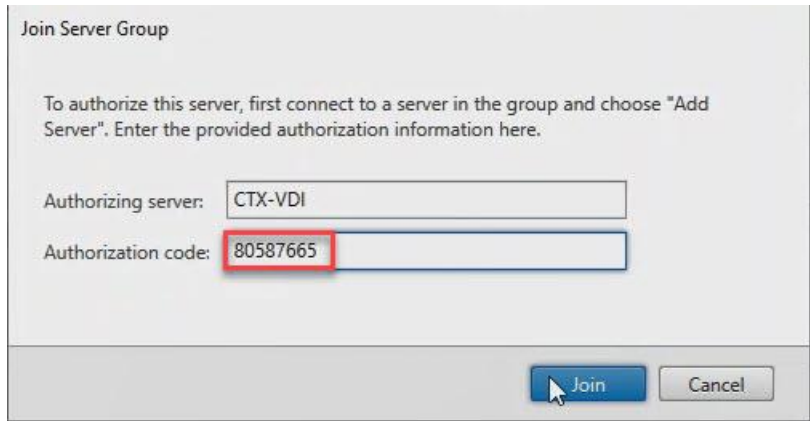 Join Server Group
To authorize this server, first connect to a server in the group and choose "Add
Server". Enter the provided authorization information here.
Authorizing server: CTX-VDI
Authorization code: 80587665
Join Cancel